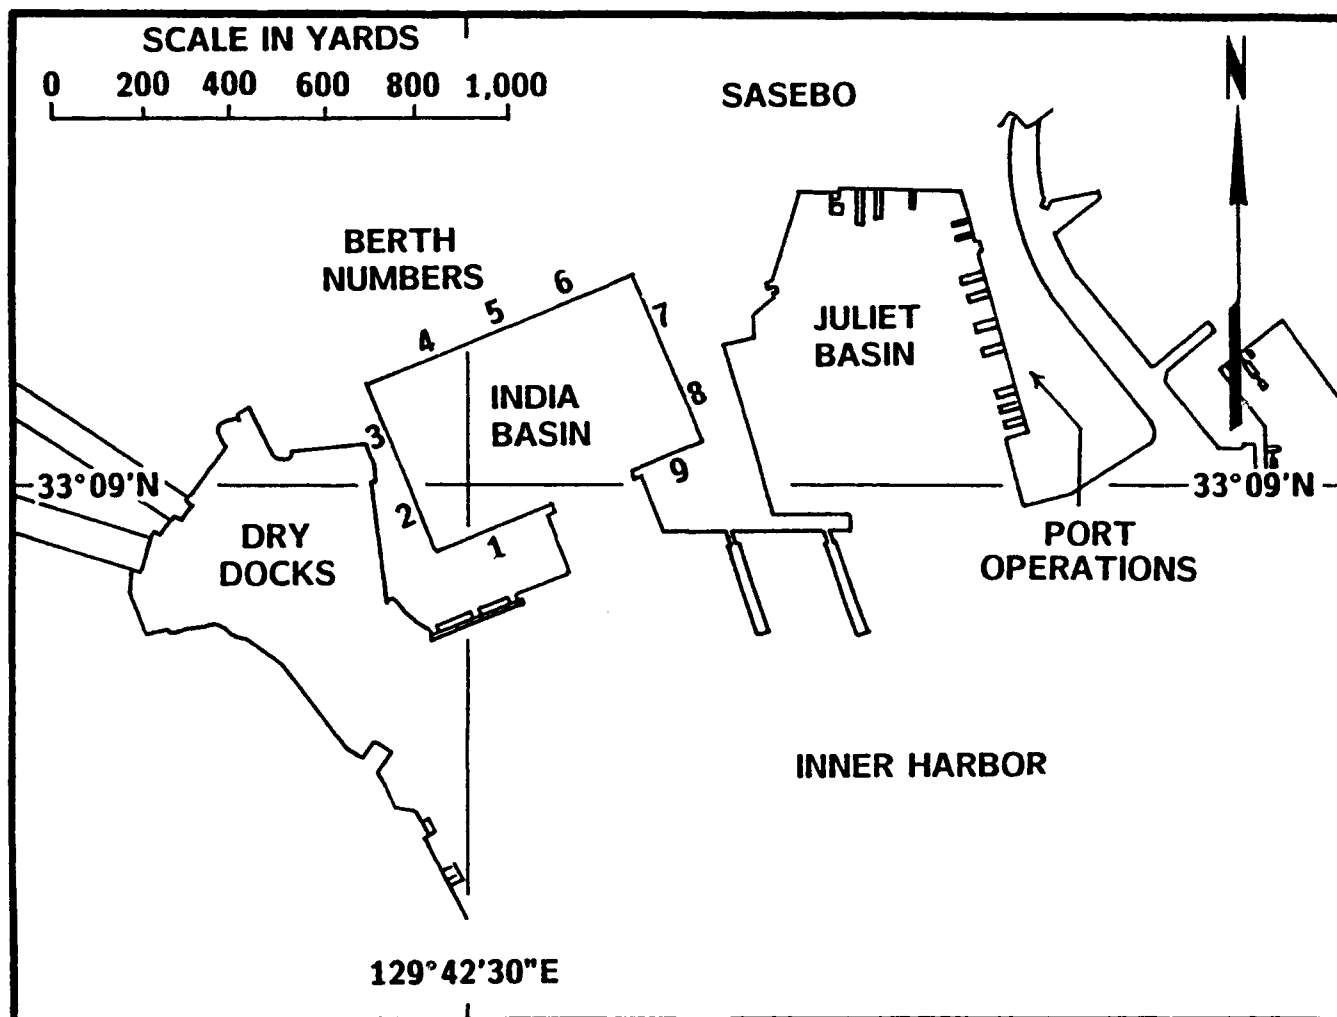 SCALE IN YARDS
0 200 400 600 800 1,000
SASEBO
N
BERTH
NUMBERS
6
5
7
4
JULIET
BASIN
INDIA
BASIN
8
3
9
33°09'N
33°09'N
2
1
DRY
DOCKS
PORT
OPERATIONS
INNER HARBOR
129°42'30"E